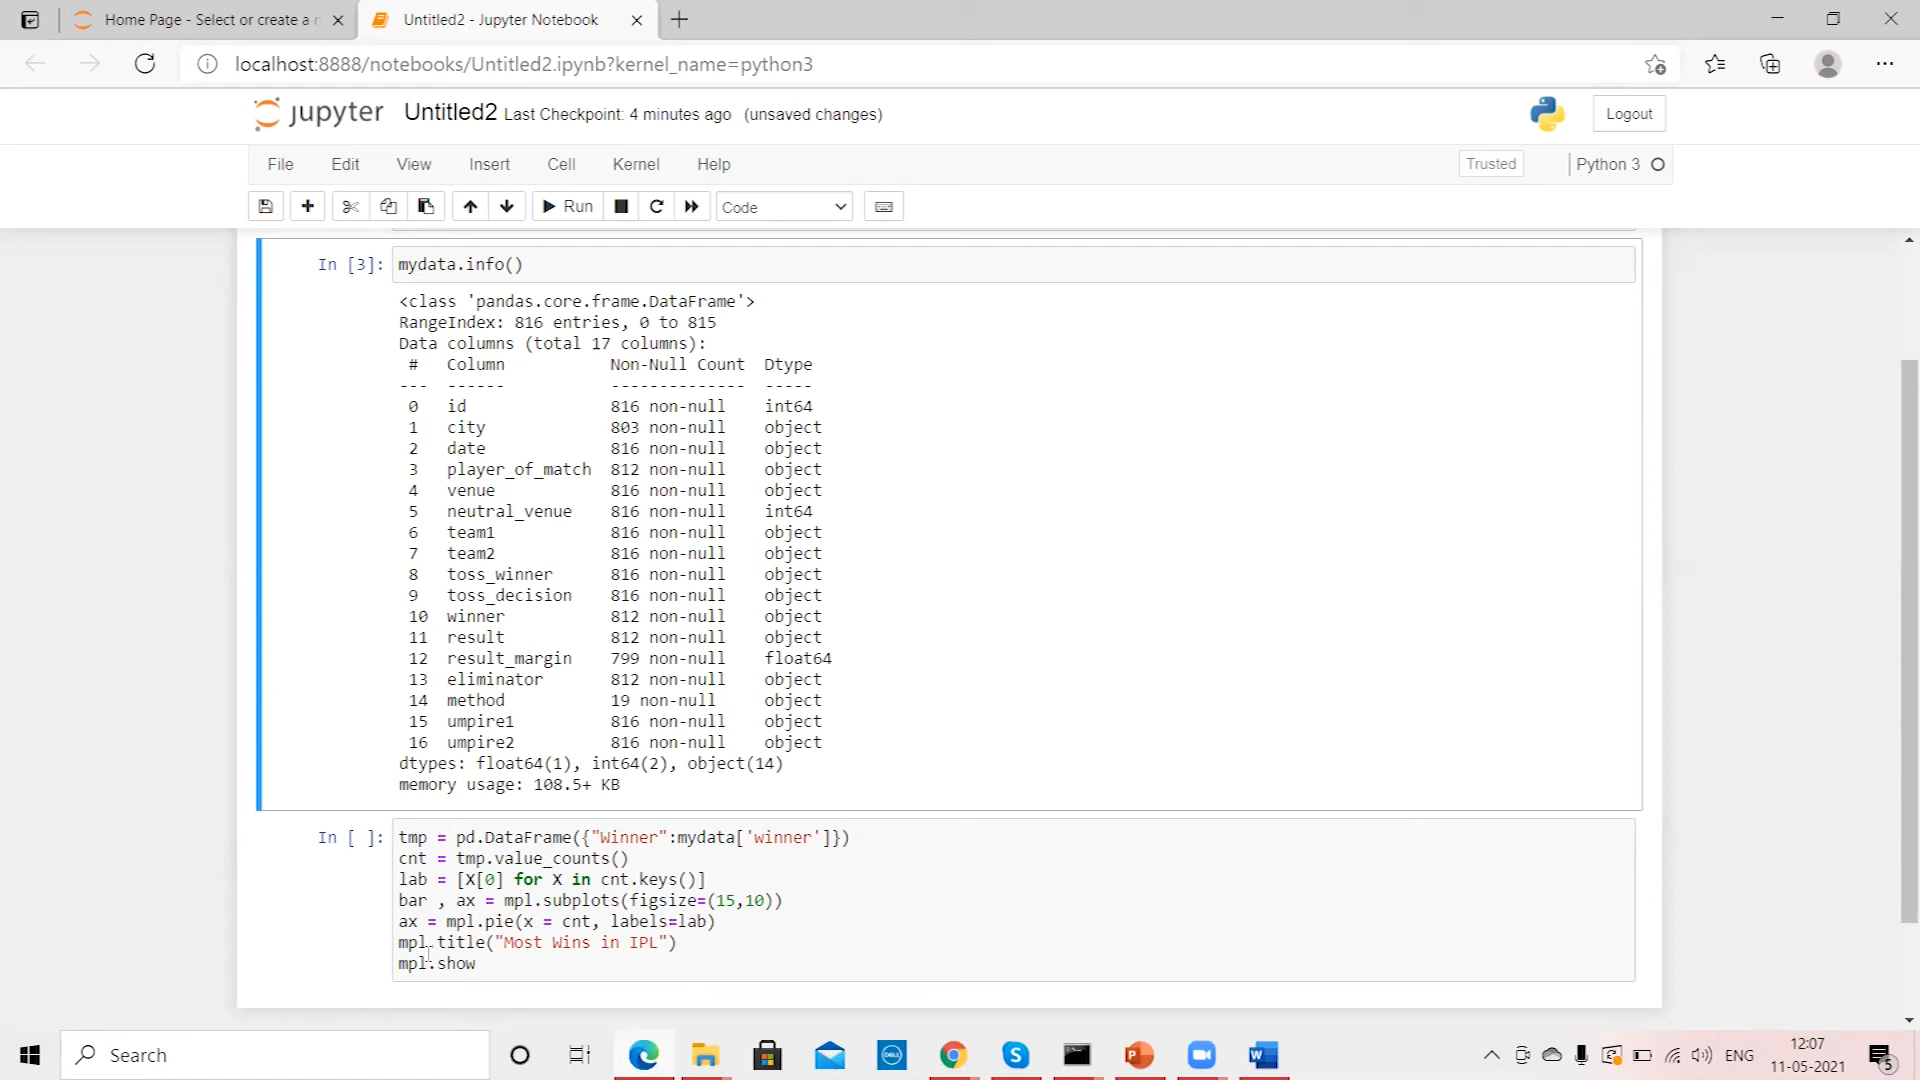 Home Page - Select or create a n
Untitled2 - Jupyter Notebook
localhost:8888/notebooks/Untitled2.ipynb?kernel_name=python3
jupyter Untitled2 Last Checkpoint: 4 minutes ago (unsaved changes)
Logout
File Edit View Insert Cell Kernel Help
Trusted
Python 3
Run
Code
In [3]: mydata.info()
<class 'pandas.core.frame.DataFrame'>
RangeIndex: 816 entries, 0 to 815
Data columns (total 17 columns):
# Column Non-Null Count Dtype
--- ------ -------------- -----
0 id 816 non-null int64
1 city 803 non-null object
2 date 816 non-null object
3 player_of_match 812 non-null object
4 venue 816 non-null object
5 neutral_venue 816 non-null int64
6 team1 816 non-null object
7 team2 816 non-null object
8 toss_winner 816 non-null object
9 toss_decision 816 non-null object
10 winner 812 non-null object
11 result 812 non-null object
12 result_margin 799 non-null float64
13 eliminator 812 non-null object
14 method 19 non-null object
15 umpire1 816 non-null object
16 umpire2 816 non-null object
dtypes: float64(1), int64(2), object(14)
memory usage: 108.5+ KB
In [ ]: tmp = pd.DataFrame({"Winner":mydata['winner']})
cnt = tmp.value_counts()
lab = [X[0] for X in cnt.keys()]
bar , ax = mpl.subplots(figsize=(15,10))
ax = mpl.pie(x = cnt, labels=lab)
mpl.title("Most Wins in IPL")
mpl.show
Search
DELL
ENG
12:07
11-05-2021
5